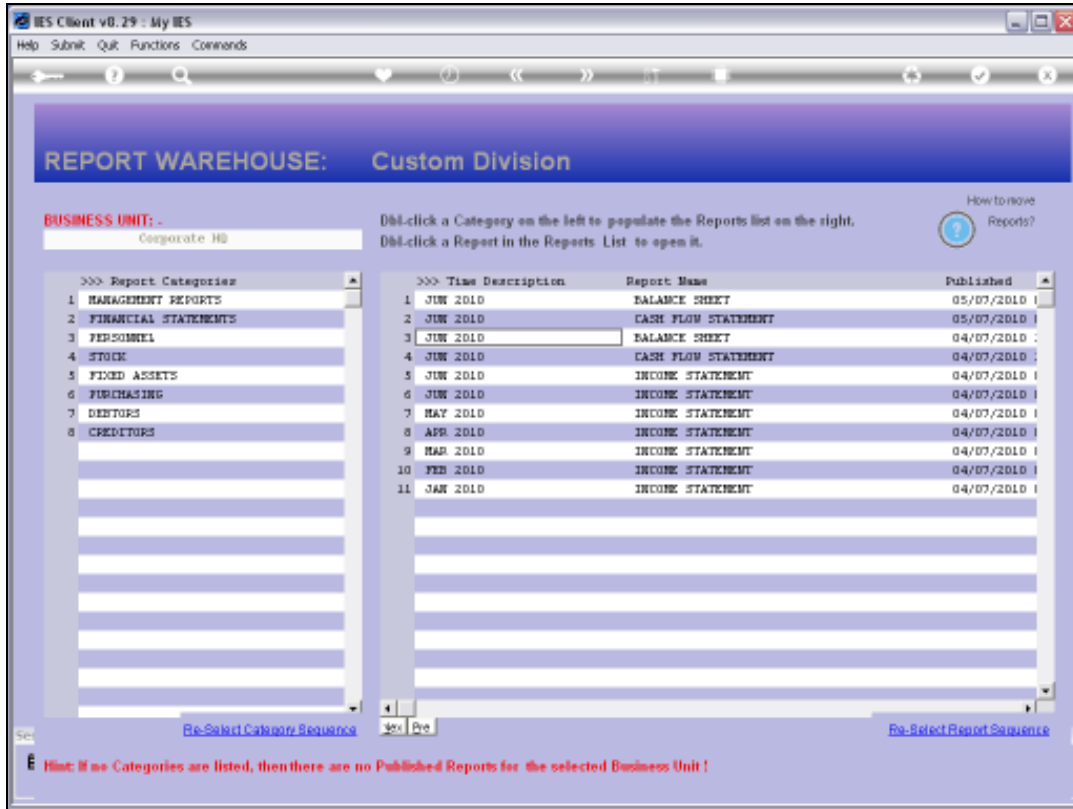 IES Client v8.29 : My IES
Help Submit Quit Functions Commands
REPORT WAREHOUSE: Custom Division
How to move
Reports?
BUSINESS UNIT: -
Corporate HQ
Dbl-click a Category on the left to populate the Reports list on the right.
Dbl-click a Report in the Reports List to open it.
>>> Report Categories
1 MANAGEMENT REPORTS
2 FINANCIAL STATEMENTS
3 PERSONNEL
4 STOCK
5 FIXED ASSETS
6 PURCHASING
7 DEBTORS
8 CREDITORS
>>> Time Description Report Name Published
1 JUN 2010 BALANCE SHEET 05/07/2010
2 JUN 2010 CASH FLOW STATEMENT 05/07/2010
3 JUN 2010 BALANCE SHEET 04/07/2010
4 JUN 2010 CASH FLOW STATEMENT 04/07/2010
5 JUN 2010 INCOME STATEMENT 04/07/2010
6 JUN 2010 INCOME STATEMENT 04/07/2010
7 MAY 2010 INCOME STATEMENT 04/07/2010
8 APR 2010 INCOME STATEMENT 04/07/2010
9 MAR 2010 INCOME STATEMENT 04/07/2010
10 FEB 2010 INCOME STATEMENT 04/07/2010
11 JAN 2010 INCOME STATEMENT 04/07/2010
Re-Select Category Sequence
Pre
Re-Select Report Sequence
Hint: If no Categories are listed, then there are no Published Reports for the selected Business Unit !